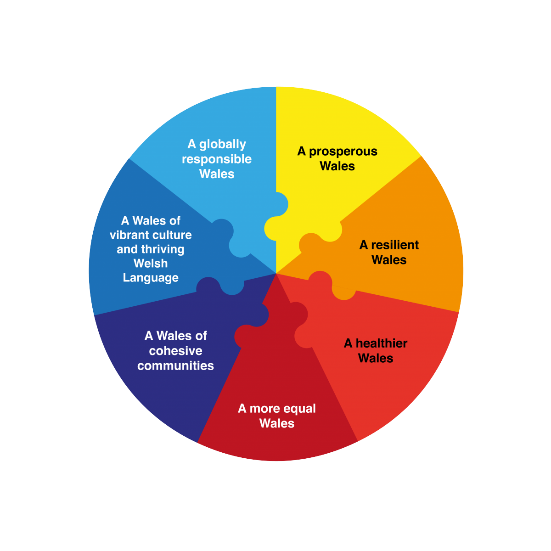 A prosperous
Wales
A resilient
Wales
A healthier
Wales
A more equal
Wales
A Wales of
cohesive
communities
A Wales of
vibrant culture
and thriving
Welsh
Language
A globally
responsible
Wales